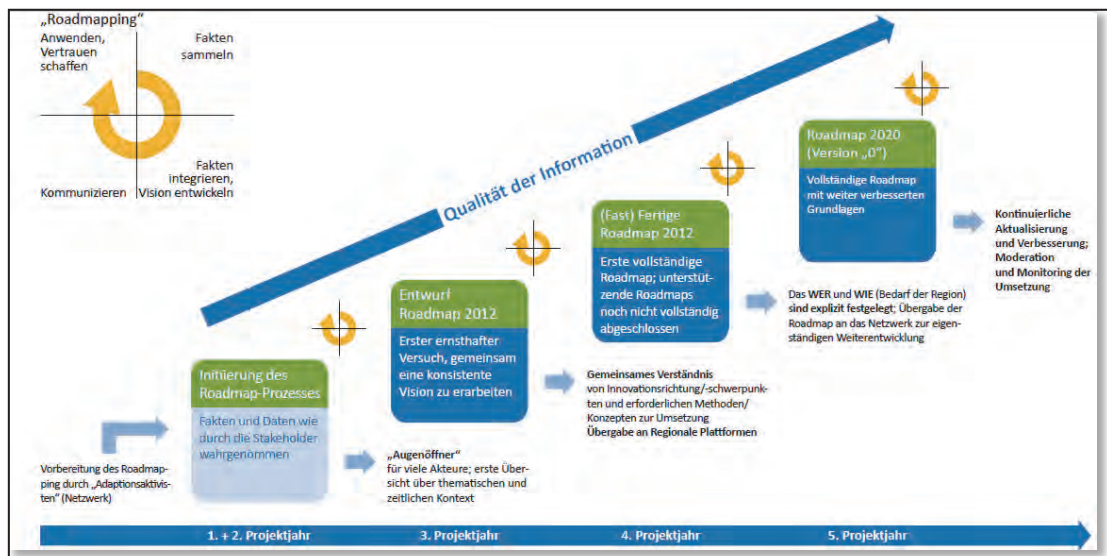 „Roadmapping“
Anwenden,
Vertrauen
schaffen
Fakten
sammeln
Kommunizieren
Fakten
integrieren,
Vision entwickeln
Qualität der Information
Vorbereitung des Roadmap-
ping durch „Adaptionsaktivis-
ten“ (Netzwerk)
Initiierung des
Roadmap-Prozesses
Fakten und Daten wie
durch die Stakeholder
wahrgenommen
„Augenöffner“
für viele Akteure; erste Über-
sicht über thematischen und
zeitlichen Kontext
Entwurf
Roadmap 2012
Erster ernsthafter
Versuch, gemeinsam
eine konsistente
Vision zu erarbeiten
Gemeinsames Verständnis
von Innovationsrichtung/-schwerpunk-
ten und erforderlichen Methoden/
Konzepten zur Umsetzung
Übergabe an Regionale Plattformen
(Fast) Fertige
Roadmap 2012
Erste vollständige
Roadmap; unterstüt-
zende Roadmaps
noch nicht vollständig
abgeschlossen
Das WER und WIE (Bedarf der Region)
sind explizit festgelegt; Übergabe der
Roadmap an das Netzwerk zur eigen-
ständigen Weiterentwicklung
Roadmap 2020
(Version „0“)
Vollständige Roadmap
mit weiter verbesserten
Grundlagen
Kontinuierliche
Aktualisierung
und Verbesserung;
Moderation
und Monitoring der
Umsetzung
1. + 2. Projektjahr
3. Projektjahr
4. Projektjahr
5. Projektjahr